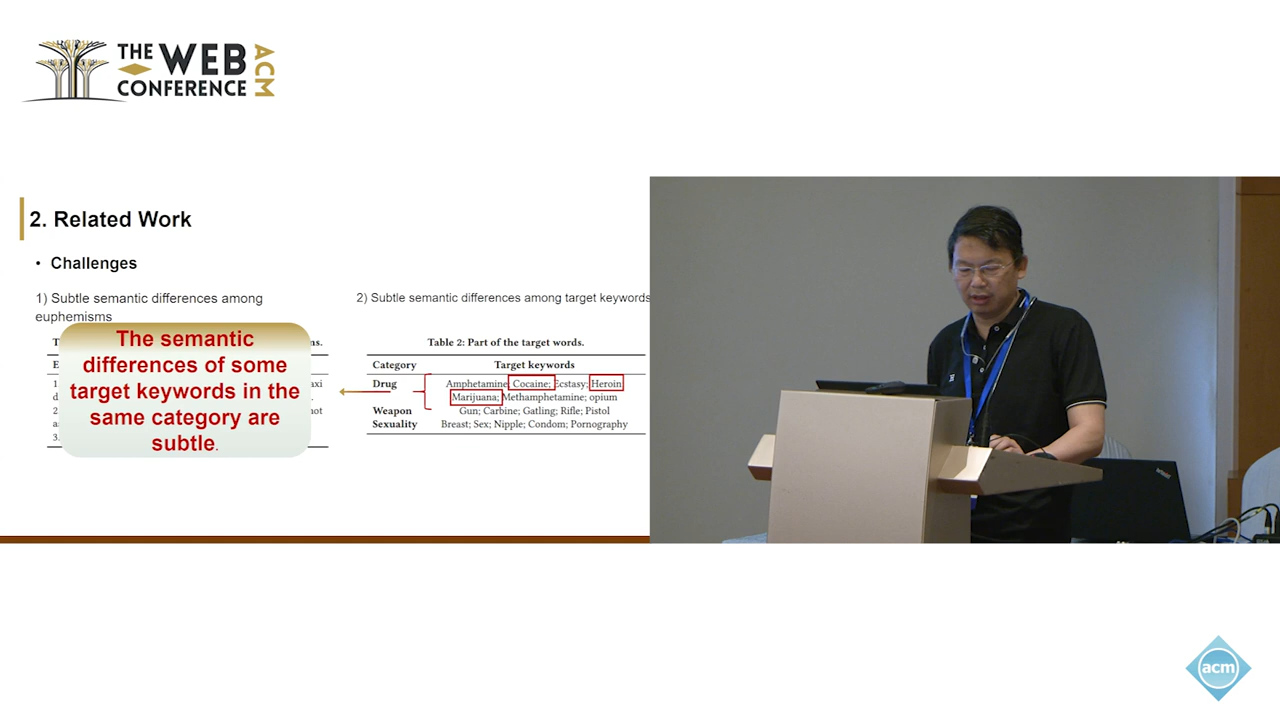 THE WEB
CONFERENCE
ACM
2. Related Work
• Challenges
1) Subtle semantic differences among
euphemisms
2) Subtle semantic differences among target keywords
The semantic
differences of some
target keywords in the
same category are
subtle.
Table 2: Part of the target words.
Category Target keywords
Drug Amphetamine; Cocaine; Ecstasy; Heroin
Marijuana; Methamphetamine; opium
Weapon Gun; Carbine; Gatling; Rifle; Pistol
Sexuality Breast; Sex; Nipple; Condom; Pornography
acm